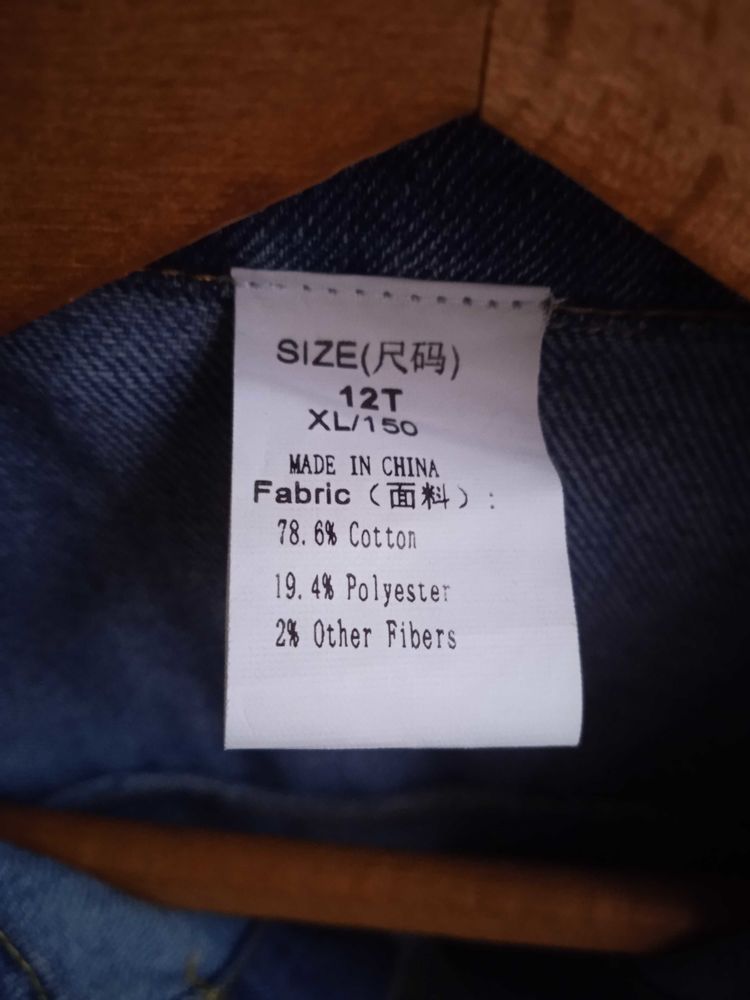 SIZE(尺码)
12T
XL/150
MADE IN CHINA
Fabric（面料）:
78.6% Cotton
19.4% Polyester
2% Other Fibers